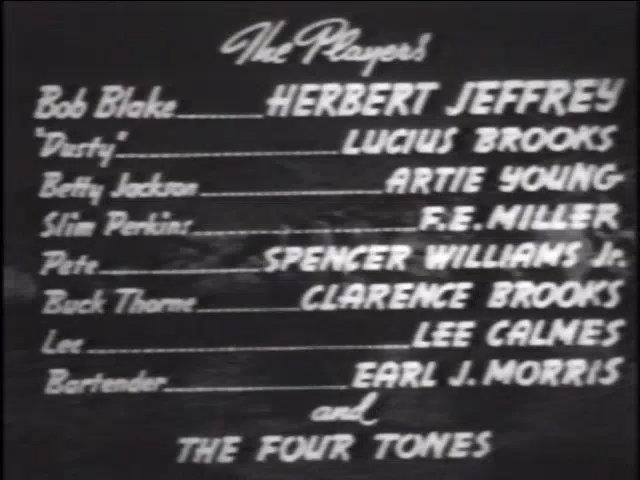 The Players
Bob Blake HERBERT JEFFREY
"Dusty" LUCIUS BROOKS
Betty Jackson ARTIE YOUNG
Slim Perkins F.E. MILLER
Pete SPENCER WILLIAMS Jr.
Buck Thorne CLARENCE BROOKS
Lee LEE CALMES
Bartender EARL J. MORRIS
and
THE FOUR TONES